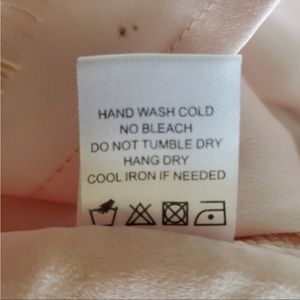 HAND WASH COLD
NO BLEACH
DO NOT TUMBLE DRY
HANG DRY
COOL IRON IF NEEDED